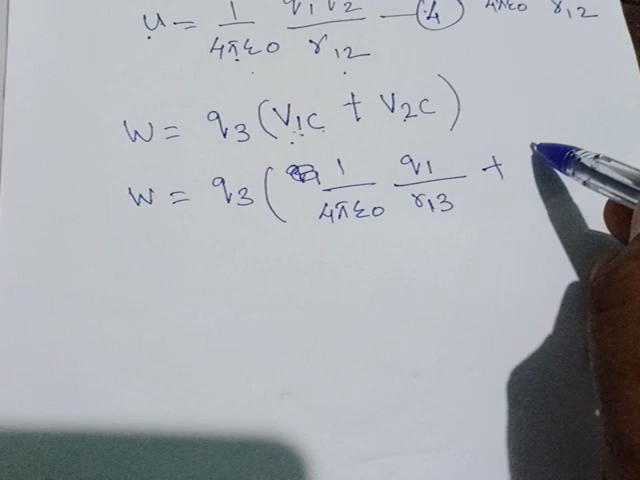 u = 1/4πε0 q1q2/r12 — (4) 4πε0 r12
W = q3 (V1C + V2C)
W = q3 ( 1/4πε0 q1/r13 +